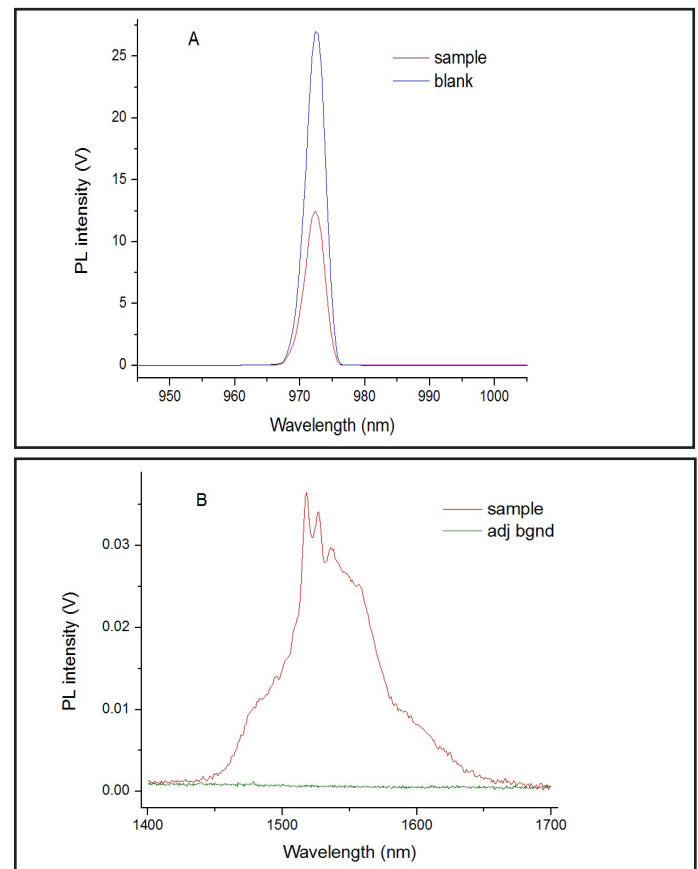 A
sample
blank
25
20
15
10
5
0
PL intensity (V)
950 960 970 980 990 1000
Wavelength (nm)
B
sample
adj bgnd
0.03
0.02
0.01
0.00
PL intensity (V)
1400 1500 1600 1700
Wavelength (nm)